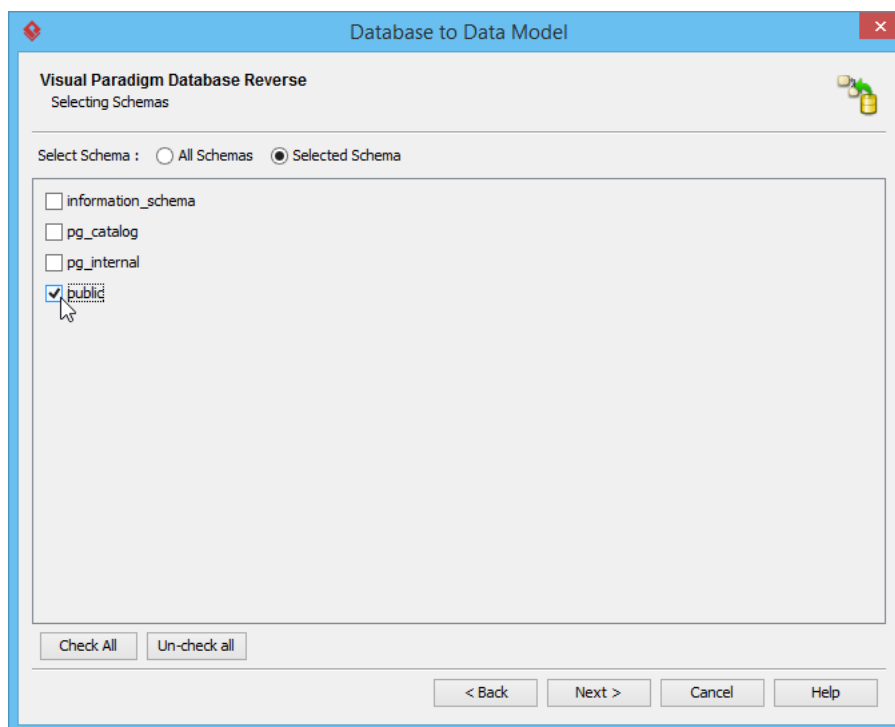 Database to Data Model
Visual Paradigm Database Reverse
Selecting Schemas
Select Schema : All Schemas Selected Schema
information_schema
pg_catalog
pg_internal
public
Check All Un-check all
< Back Next > Cancel Help